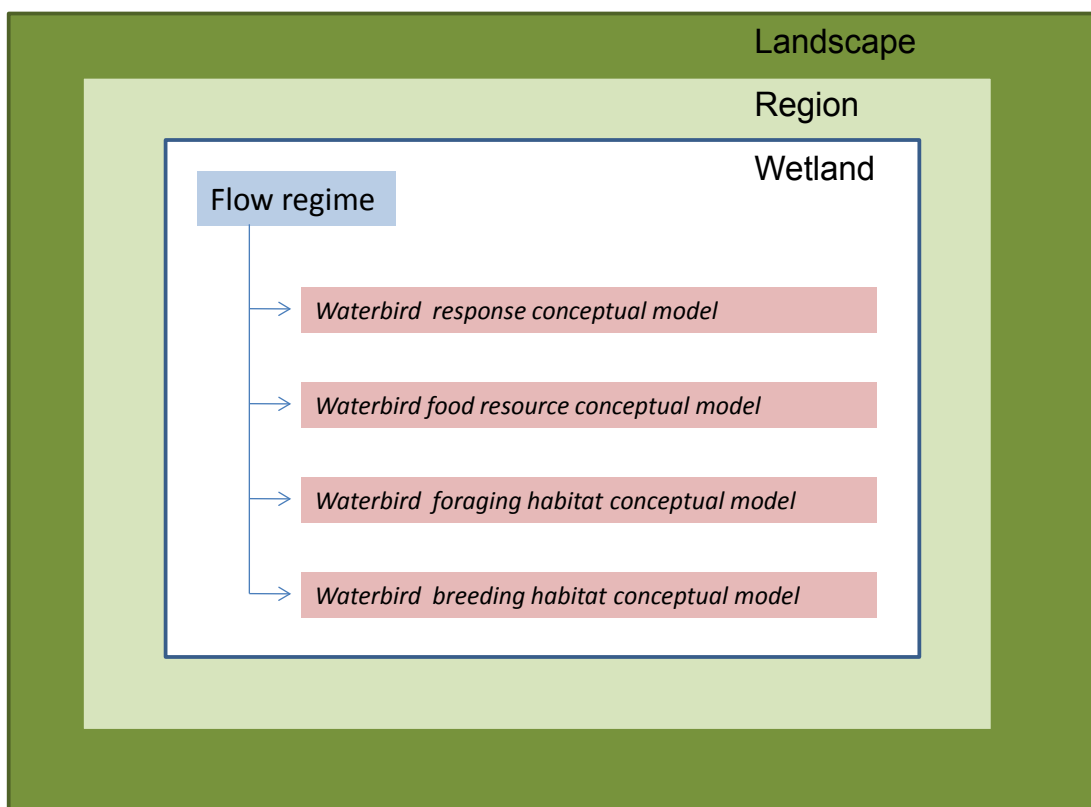 Landscape
Region
Wetland
Flow regime
Waterbird  response conceptual model
Waterbird food resource conceptual model
Waterbird  foraging habitat conceptual model
Waterbird  breeding habitat conceptual model